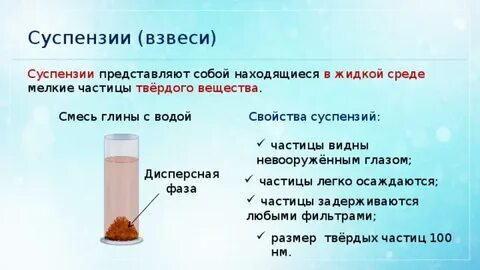 Суспензии (взвеси)
Суспензии представляют собой находящиеся в жидкой среде
мелкие частицы твёрдого вещества.
Смесь глины с водой
Дисперсная
фаза
Свойства суспензий:
✓ частицы видны
невооружённым глазом;
✓ частицы легко осаждаются;
✓ частицы задерживаются
любыми фильтрами;
✓ размер твёрдых частиц 100
нм.